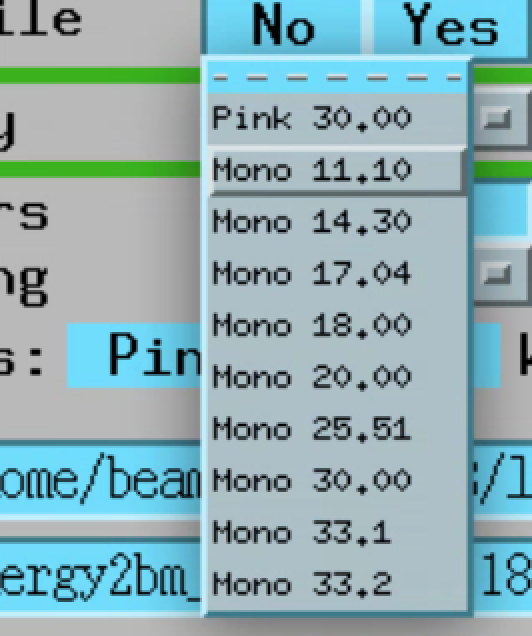 ile
No Yes
y
Pink 30.00
Mono 11.10
rs
Mono 14.30
ng
Mono 17.04
Mono 18.00
s: Pin
Mono 20.00
Mono 25.51
ome/beam
Mono 30.00
/l
Mono 33.1
ergy2bm_
Mono 33.2
18